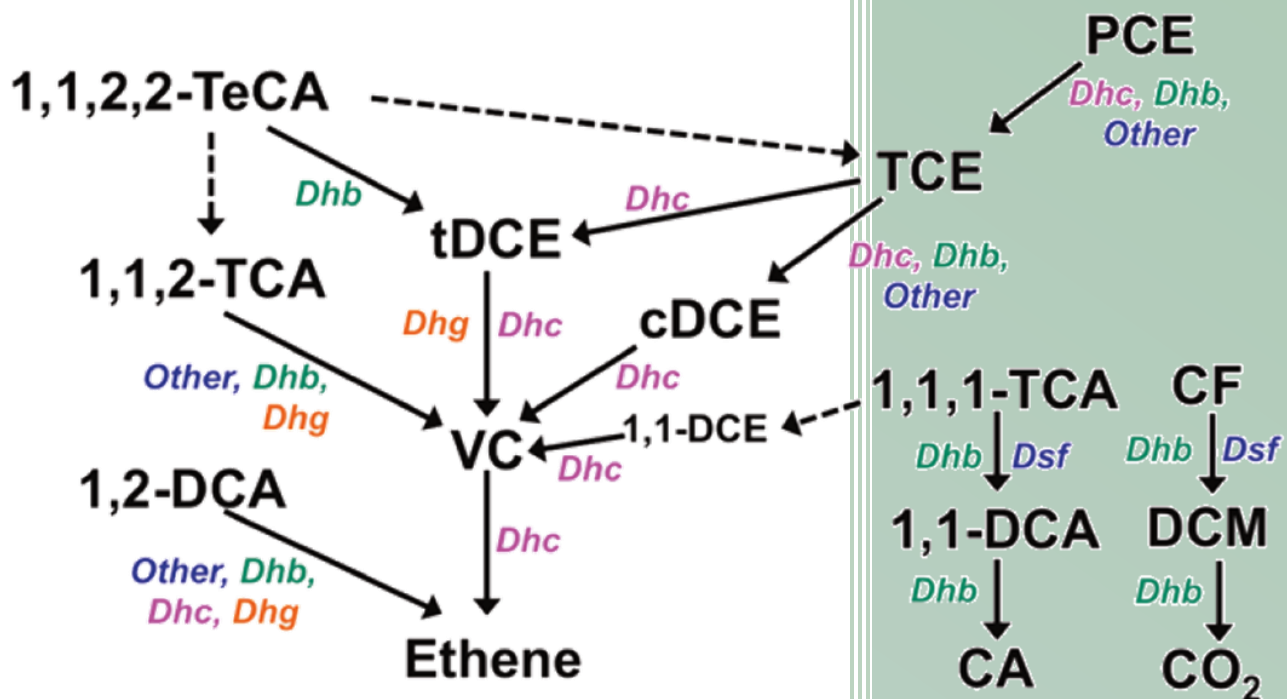 PCE
1,1,2,2-TeCA
Dhc, Dhb,
Other
TCE
Dhb
Dhc
tDCE
Dhc, Dhb,
Other
1,1,2-TCA
Dhg Dhc
cDCE
Other, Dhb,
Dhg
Dhc
1,1,1-TCA
CF
1,1-DCE
VC
Dhc
Dhb Dsf
Dhb Dsf
1,2-DCA
1,1-DCA
DCM
Dhc
Other, Dhb,
Dhc, Dhg
Dhb
Dhb
Ethene
CA
CO₂